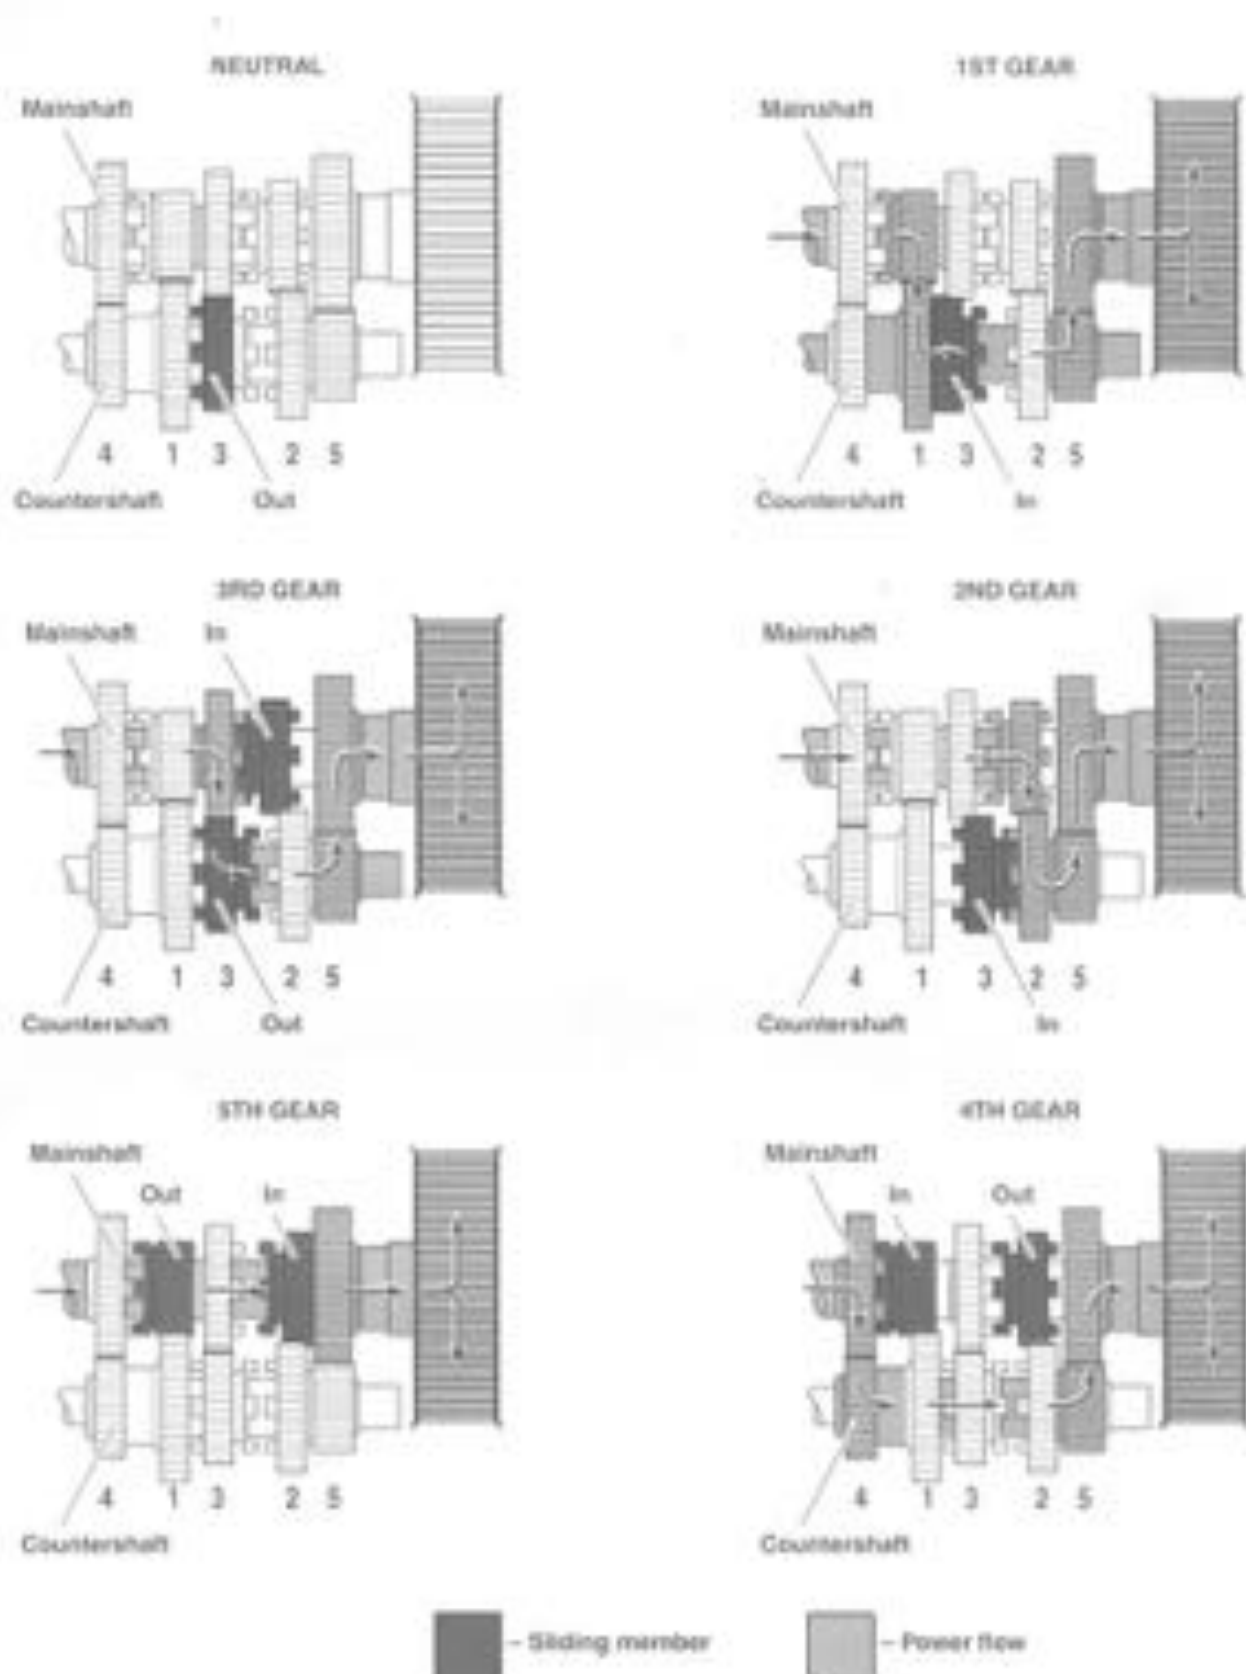 NEUTRAL
Mainshaft
4 1 3 2 5
Countershaft Out
1ST GEAR
Mainshaft
4 1 3 2 5
Countershaft In
3RD GEAR
Mainshaft In
4 1 3 2 5
Countershaft Out
2ND GEAR
Mainshaft
4 1 3 2 5
Countershaft In
5TH GEAR
Mainshaft
Out In
4 1 3 2 5
Countershaft
4TH GEAR
Mainshaft
In Out
4 1 3 2 5
Countershaft
– Sliding member – Power flow